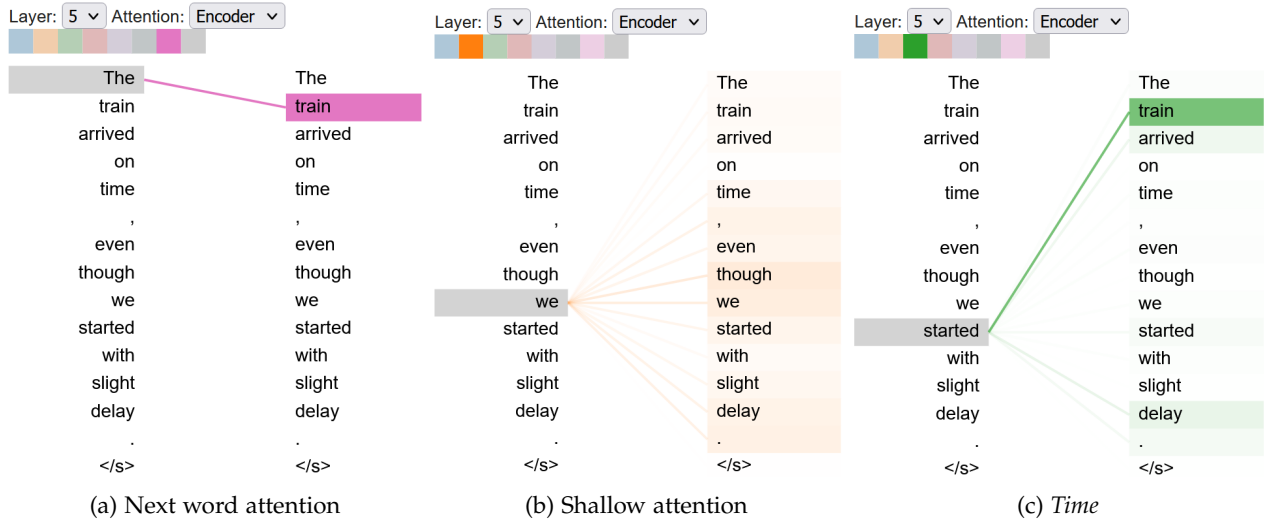 Layer: 5 Attention: Encoder
The The
train train
arrived arrived
on on
time time
, ,
even even
though though
we we
started started
with with
slight slight
delay delay
. .
</s> </s>
(a) Next word attention
Layer: 5 Attention: Encoder
The The
train train
arrived arrived
on on
time time
, ,
even even
though though
we we
started started
with with
slight slight
delay delay
. .
</s> </s>
(b) Shallow attention
Layer: 5 Attention: Encoder
The The
train train
arrived arrived
on on
time time
, ,
even even
though though
we we
started started
with with
slight slight
delay delay
. .
</s> </s>
(c) Time